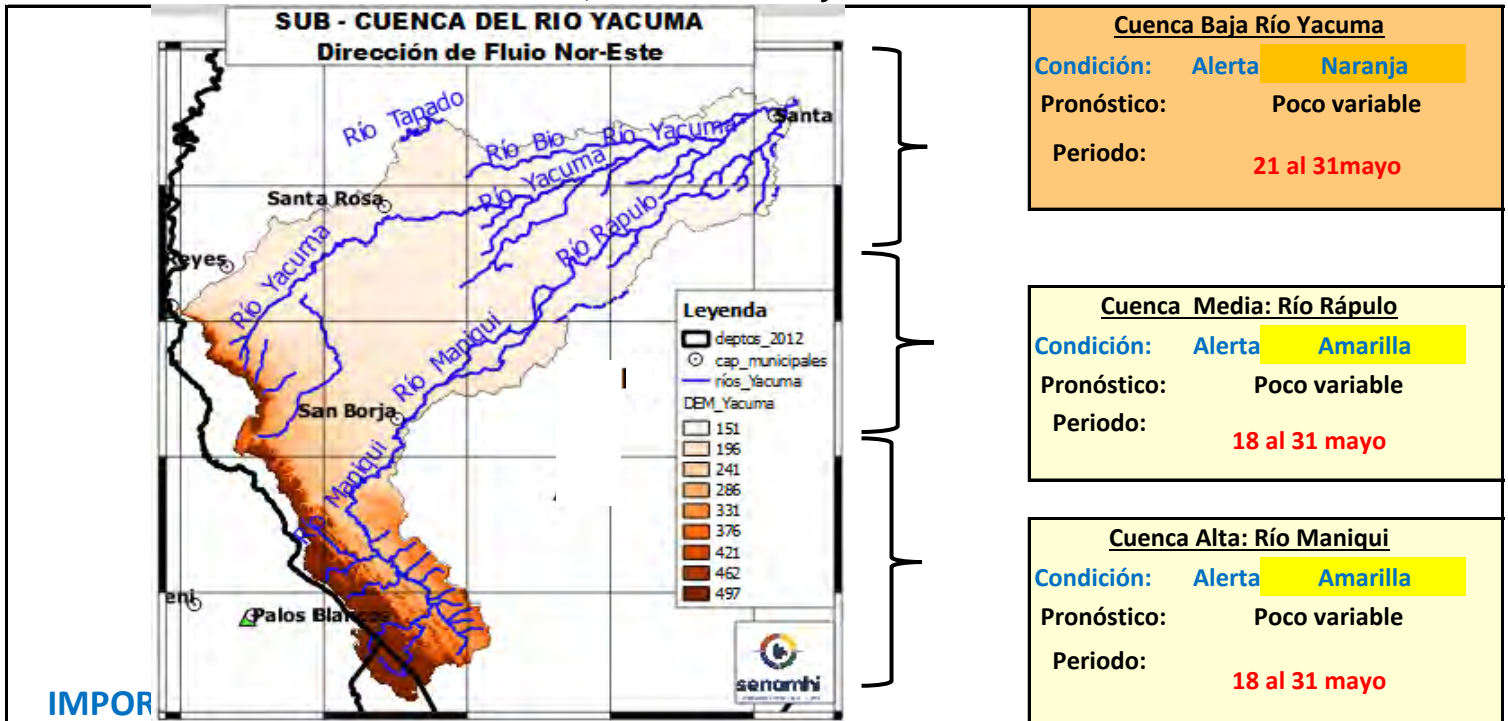 SUB - CUENCA DEL RIO YACUMA
Dirección de Flujo Nor-Este
Río Tapado
Santa
Río Bio
Río Yacuma
Río Yacuma
Santa Rosa
Río Rápulo
Reyes
Río Yacuma
Río Maniqui
San Borja
Río Maniqui
eni
Palos Blancos
Leyenda
deptos_2012
cap_municipales
ríos_Yacuma
DEM_Yacuma
151
196
241
286
331
376
421
462
497
senamhi
IMPOR
Cuenca Baja Río Yacuma
Condición: Alerta Naranja
Pronóstico: Poco variable
Periodo: 21 al 31mayo
Cuenca Media: Río Rápulo
Condición: Alerta Amarilla
Pronóstico: Poco variable
Periodo: 18 al 31 mayo
Cuenca Alta: Río Maniqui
Condición: Alerta Amarilla
Pronóstico: Poco variable
Periodo: 18 al 31 mayo